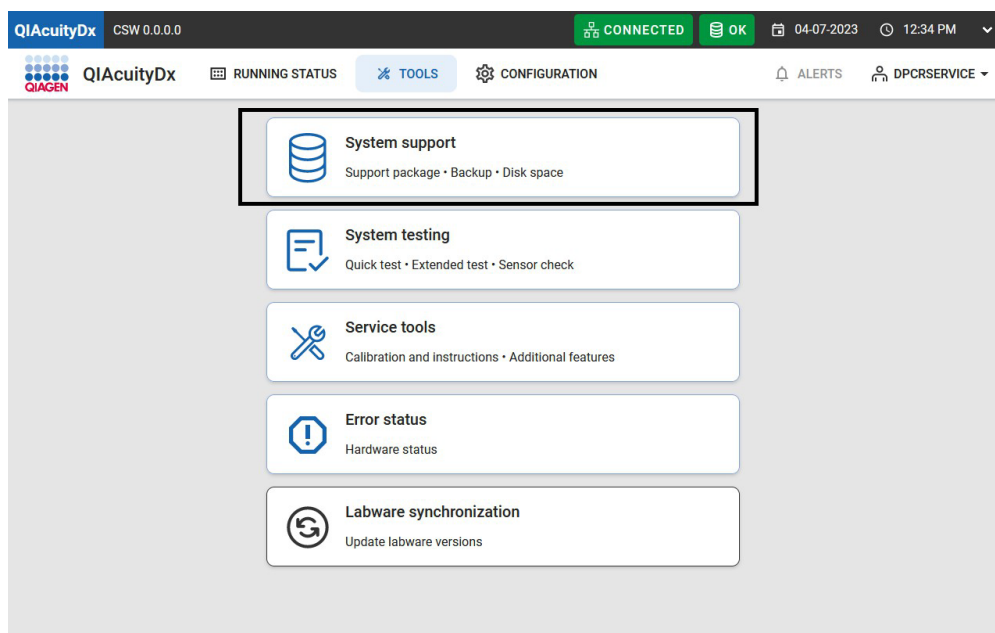 QIAcuityDx CSW 0.0.0.0 CONNECTED OK 04-07-2023 12:34 PM
QIAGEN QIAcuityDx RUNNING STATUS TOOLS CONFIGURATION ALERTS DPCRSERVICE
System support
Support package • Backup • Disk space
System testing
Quick test • Extended test • Sensor check
Service tools
Calibration and instructions • Additional features
Error status
Hardware status
Labware synchronization
Update labware versions